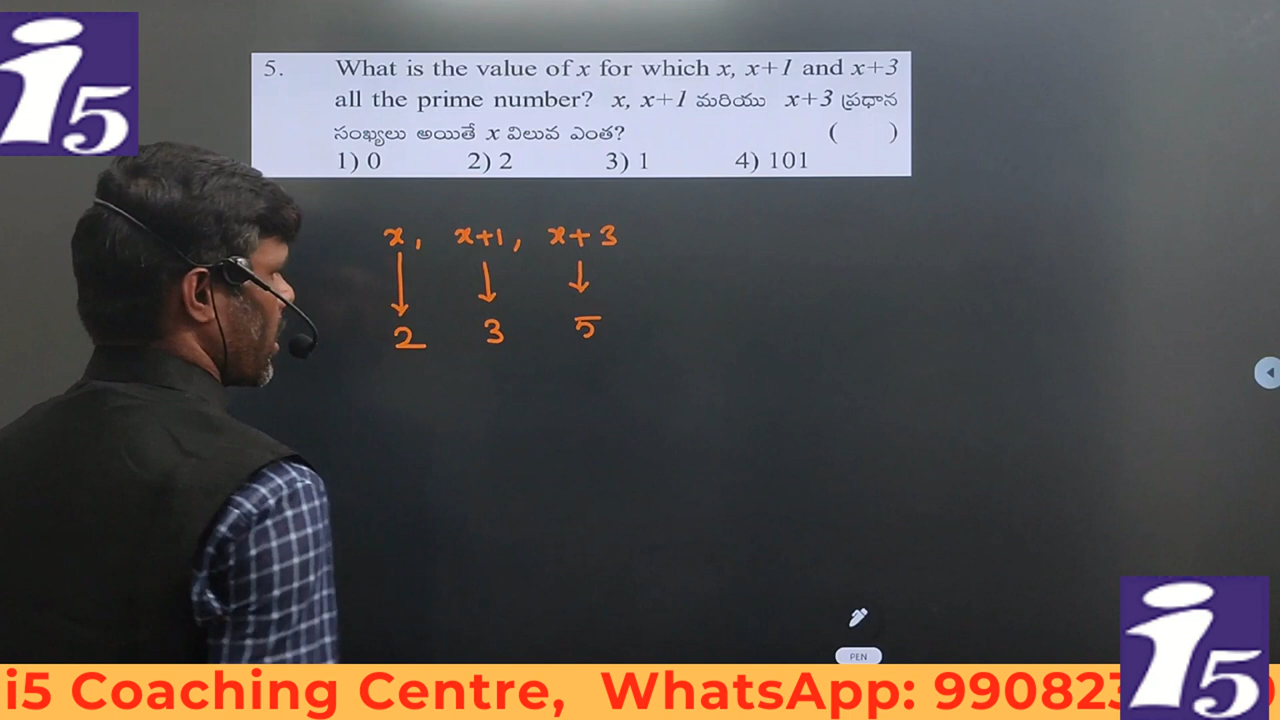 i5
5. What is the value of x for which x, x+1 and x+3
all the prime number? x, x+1 మరియు x+3 ప్రధాన
సంఖ్యలు అయితే x విలువ ఎంత? ( )
1) 0 2) 2 3) 1 4) 101
x, x+1, x+3
2 3 5
PEN
i5
i5 Coaching Centre, WhatsApp: 99082